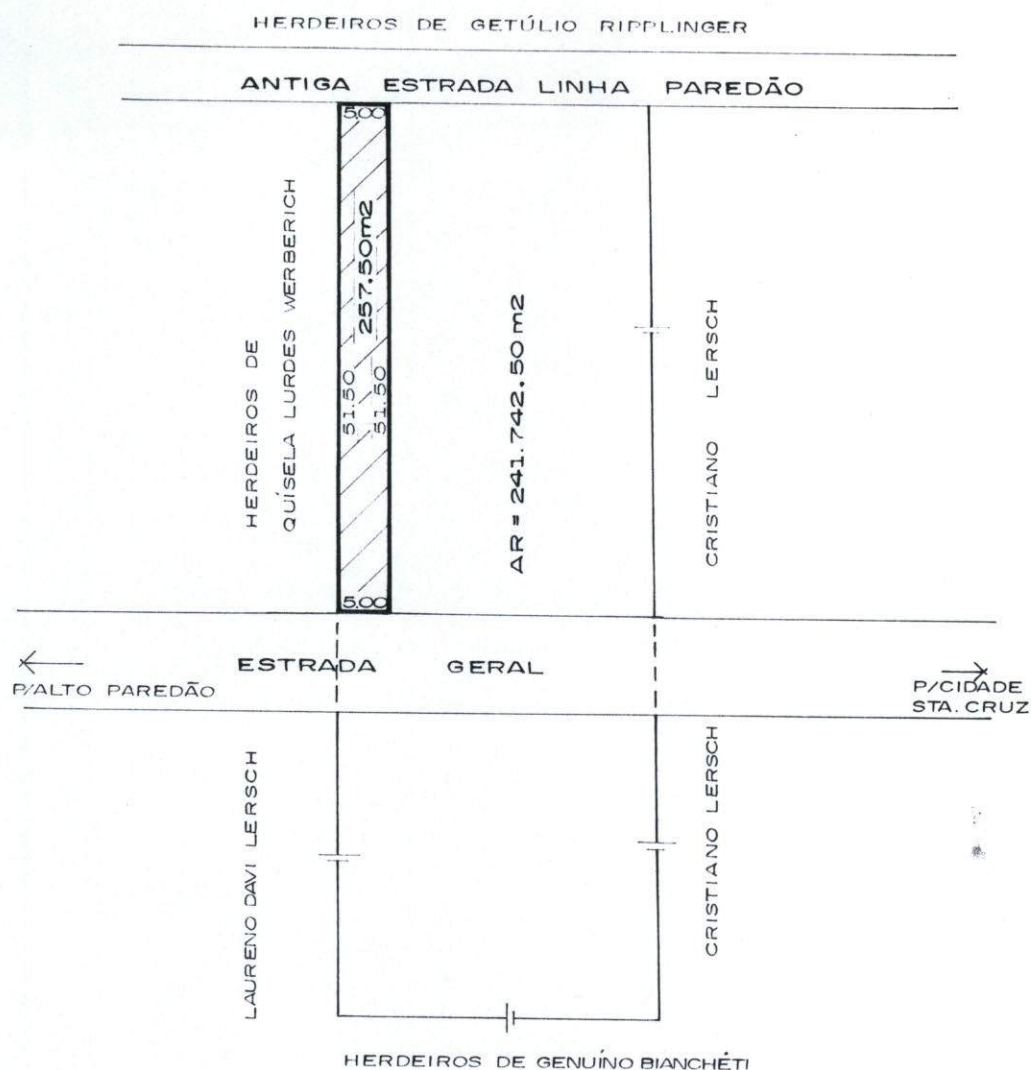 HERDEIROS DE GETÚLIO RIPPLINGER
ANTIGA ESTRADA LINHA PAREDÃO
5.00
HERDEIROS DE
QUÍSELA LURDES WERBERICH
51.50
257.50m2
51.50
AR = 241.742.50 m2
CRISTIANO LERSCH
5.00
ESTRADA GERAL
P/ALTO PAREDÃO
P/CIDADE
STA. CRUZ
LAURENO DAVI LERSCH
CRISTIANO LERSCH
HERDEIROS DE GENUÍNO BIANCHÉTI